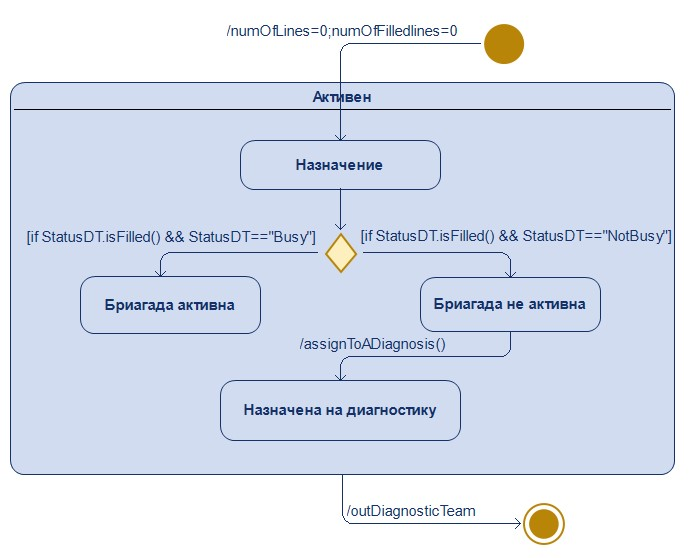 /numOfLines=0;numOfFilledlines=0
Активен
Назначение
[if StatusDT.isFilled() && StatusDT=="Busy"]
[if StatusDT.isFilled() && StatusDT=="NotBusy"]
Бриагада активна
Бриагада не активна
/assignToADiagnosis()
Назначена на диагностику
/outDiagnosticTeam